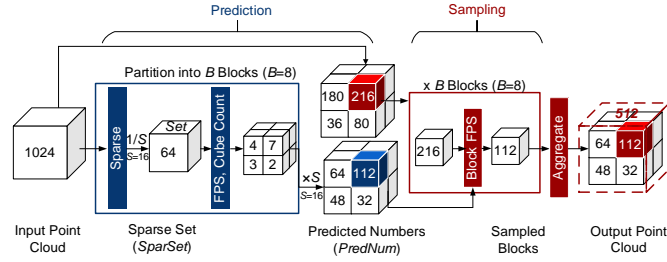 Prediction
Sampling
Partition into B Blocks (B=8)
x B Blocks (B=8)
1024
Sparse
1/S
S=16
Set
64
FPS, Cube Count
4 7
3 2
×S
S=16
180 216
36 80
64 112
48 32
216
Block FPS
112
Aggregate
512
64 112
48 32
Input Point
Cloud
Sparse Set
(SparSet)
Predicted Numbers
(PredNum)
Sampled
Blocks
Output Point
Cloud